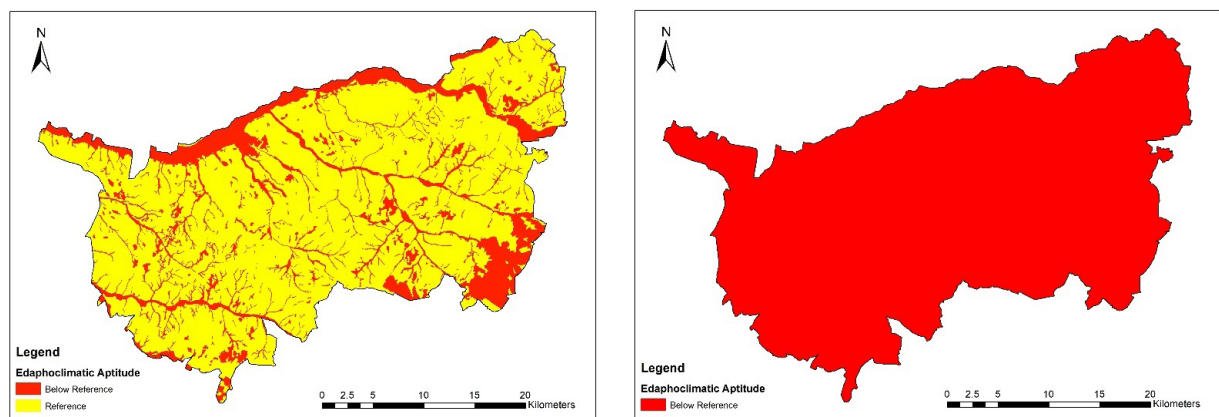 N
Legend
Edaphoclimatic Aptitude
Below Reference
Reference
0 2.5 5 10 15 20
Kilometers
N
Legend
Edaphoclimatic Aptitude
Below Reference
0 2.5 5 10 15 20
Kilometers